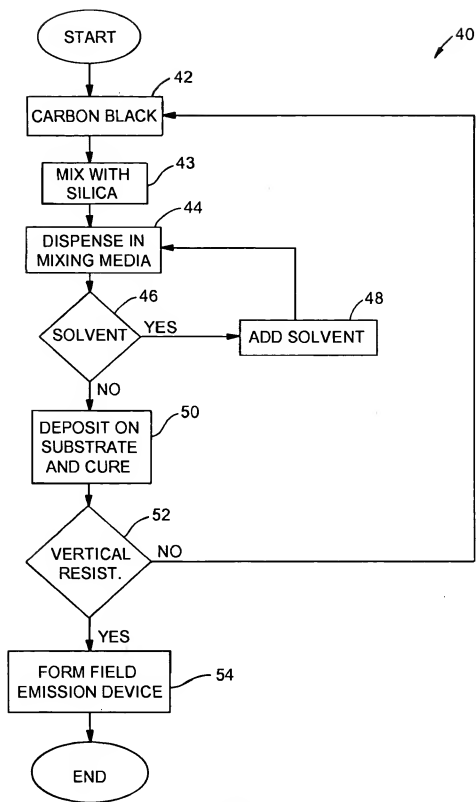 START
40
42
CARBON BLACK
43
MIX WITH
SILICA
44
DISPENSE IN
MIXING MEDIA
46
48
SOLVENT
YES
ADD SOLVENT
NO
50
DEPOSIT ON
SUBSTRATE
AND CURE
52
VERTICAL
RESIST.
NO
YES
FORM FIELD
EMISSION DEVICE
54
END